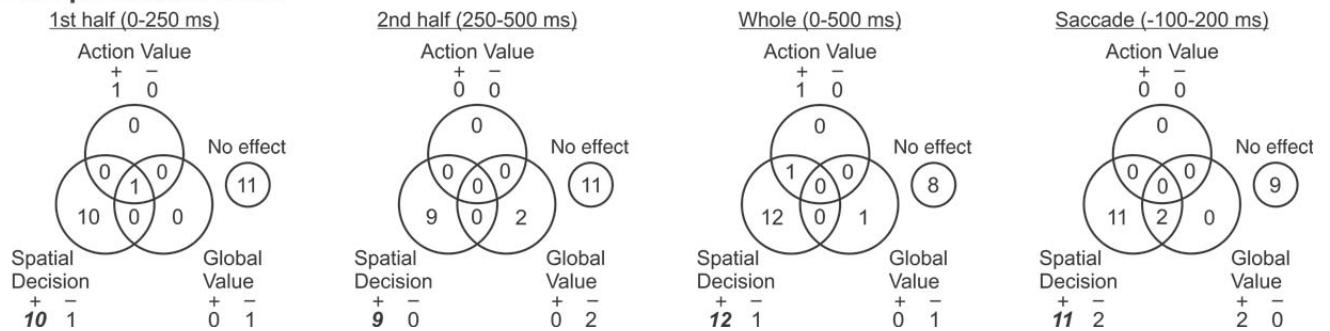 1st half (0-250 ms)
Action Value
+ –
1 0
0
No effect
0 0
1
11
10 0 0
Spatial Decision
Global Value
+ – + –
10 1 0 1
2nd half (250-500 ms)
Action Value
+ –
0 0
0
No effect
0 0
0
11
9 0 2
Spatial Decision
Global Value
+ – + –
9 0 0 2
Whole (0-500 ms)
Action Value
+ –
1 0
0
No effect
1 0
0
8
12 0 1
Spatial Decision
Global Value
+ – + –
12 1 0 1
Saccade (-100-200 ms)
Action Value
+ –
0 0
0
No effect
0 0
0
9
11 2 0
Spatial Decision
Global Value
+ – + –
11 2 2 0